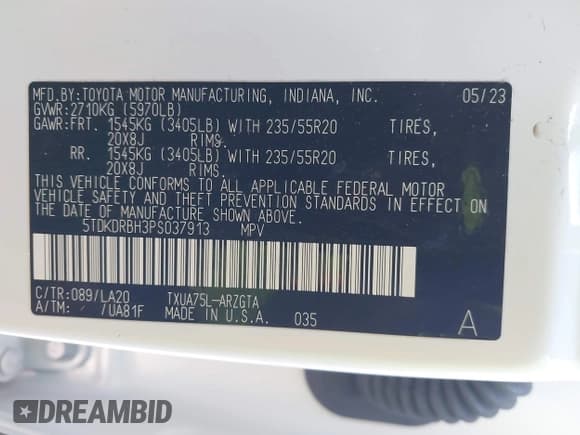 MFD.BY:TOYOTA MOTOR MANUFACTURING, INDIANA, INC. 05/23
GVWR:2710KG (5970LB)
GAWR:FRT. 1545KG (3405LB) WITH 235/55R20 TIRES,
20X8J RIMS.
RR. 1545KG (3405LB) WITH 235/55R20 TIRES,
20X8J RIMS.
THIS VEHICLE CONFORMS TO ALL APPLICABLE FEDERAL MOTOR
VEHICLE SAFETY AND THEFT PREVENTION STANDARDS IN EFFECT ON
THE DATE OF MANUFACTURE SHOWN ABOVE.
5TDKDRBH3PS037913 MPV
C/TR:089/LA20 TXUA75L-ARZGTA
A/TM: /UA81F MADE IN U.S.A. 035 A
DREAMBID